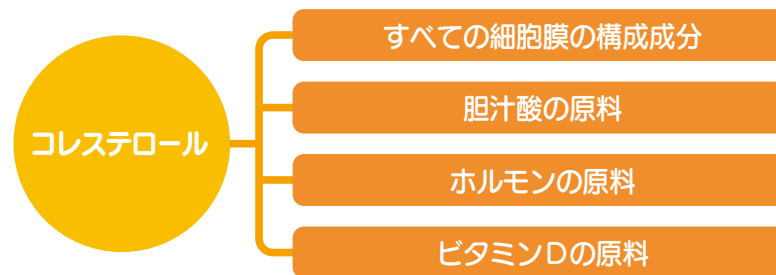 コレステロール
すべての細胞膜の構成成分
胆汁酸の原料
ホルモンの原料
ビタミンDの原料